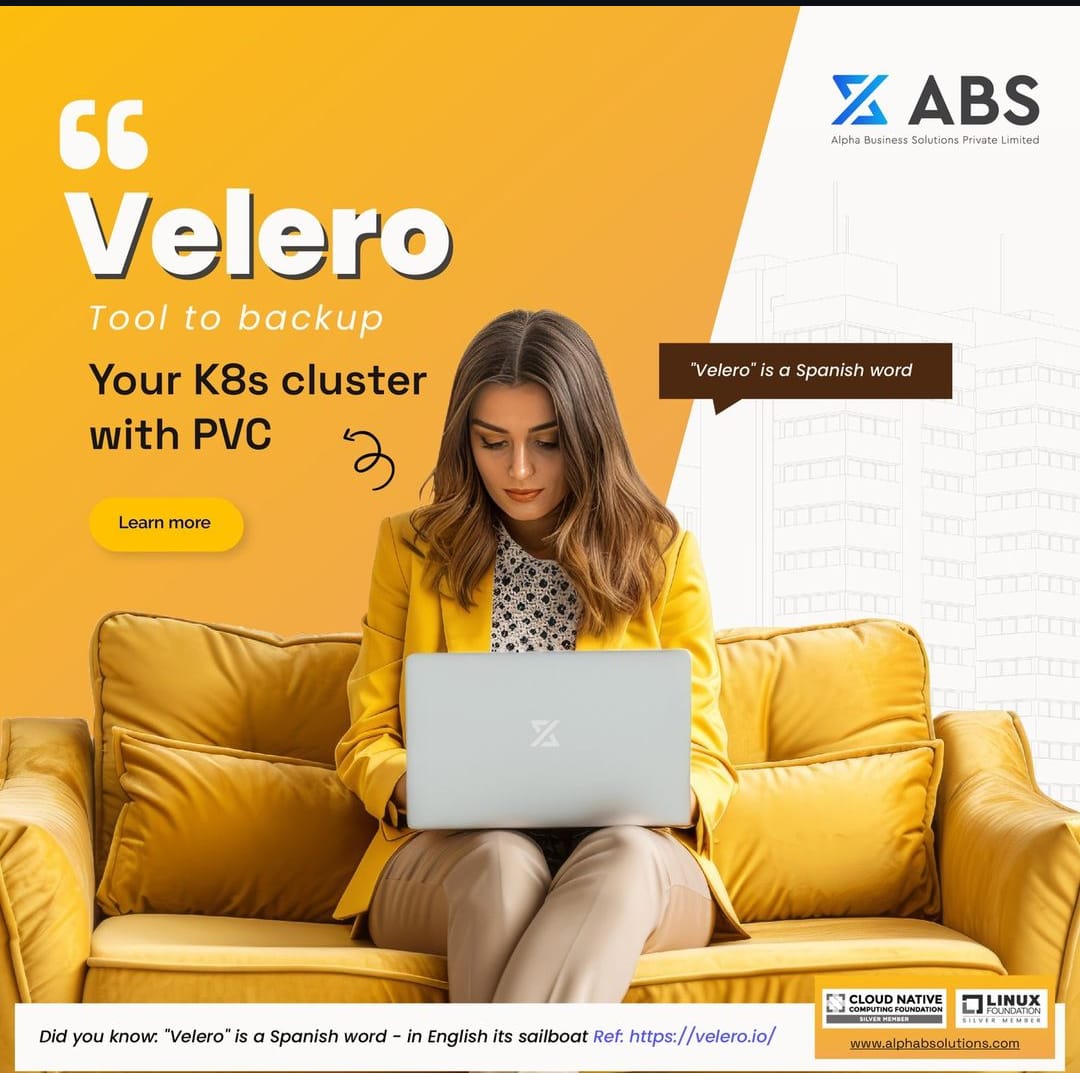 “
Velero
Tool to backup
Your K8s cluster
with PVC
Learn more
ABS
Alpha Business Solutions Private Limited
"Velero" is a Spanish word
Did you know: "Velero" is a Spanish word - in English its sailboat Ref: https://velero.io/
CLOUD NATIVE
COMPUTING FOUNDATION
SILVER MEMBER
LINUX
FOUNDATION
SILVER MEMBER
www.alphabsolutions.com